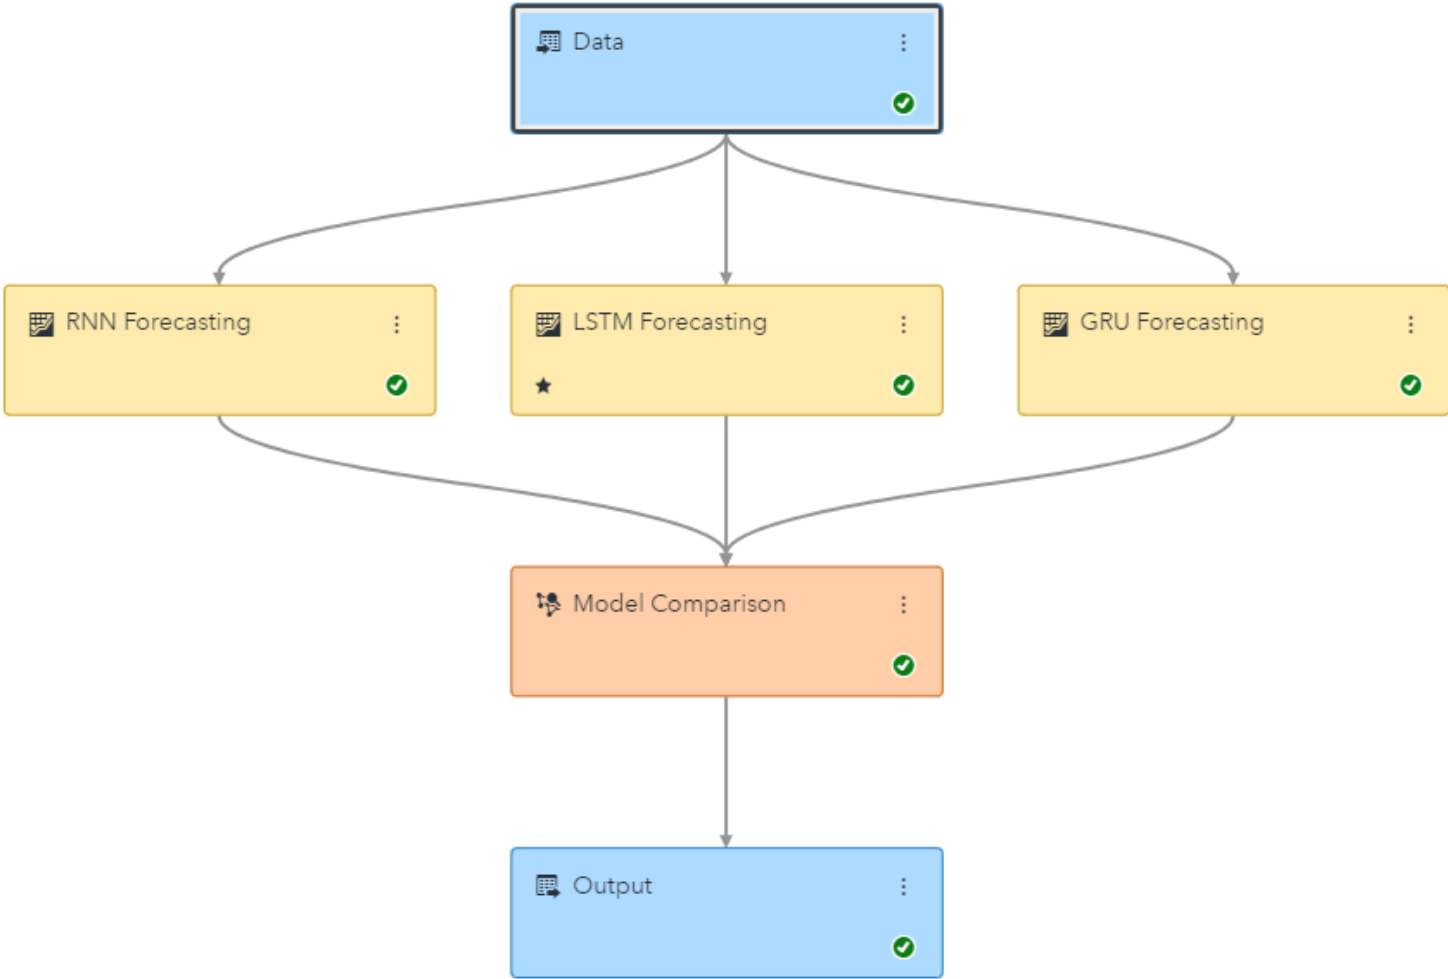 Data
RNN Forecasting
LSTM Forecasting
GRU Forecasting
Model Comparison
Output